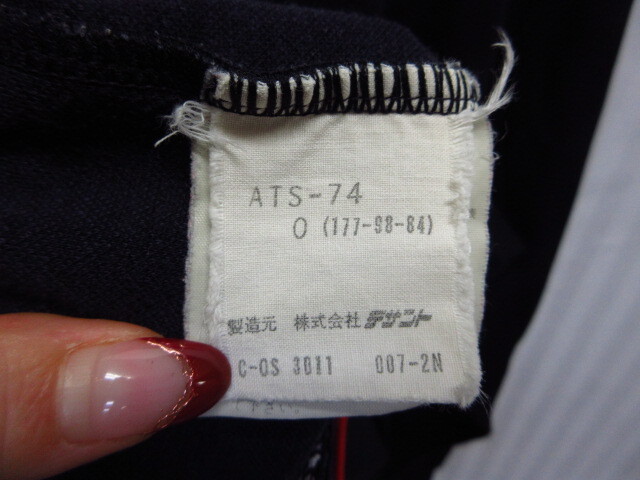 ATS-74
O (177-98-84)
製造元 株式会社 デサント
C-OS 3011 007-2N